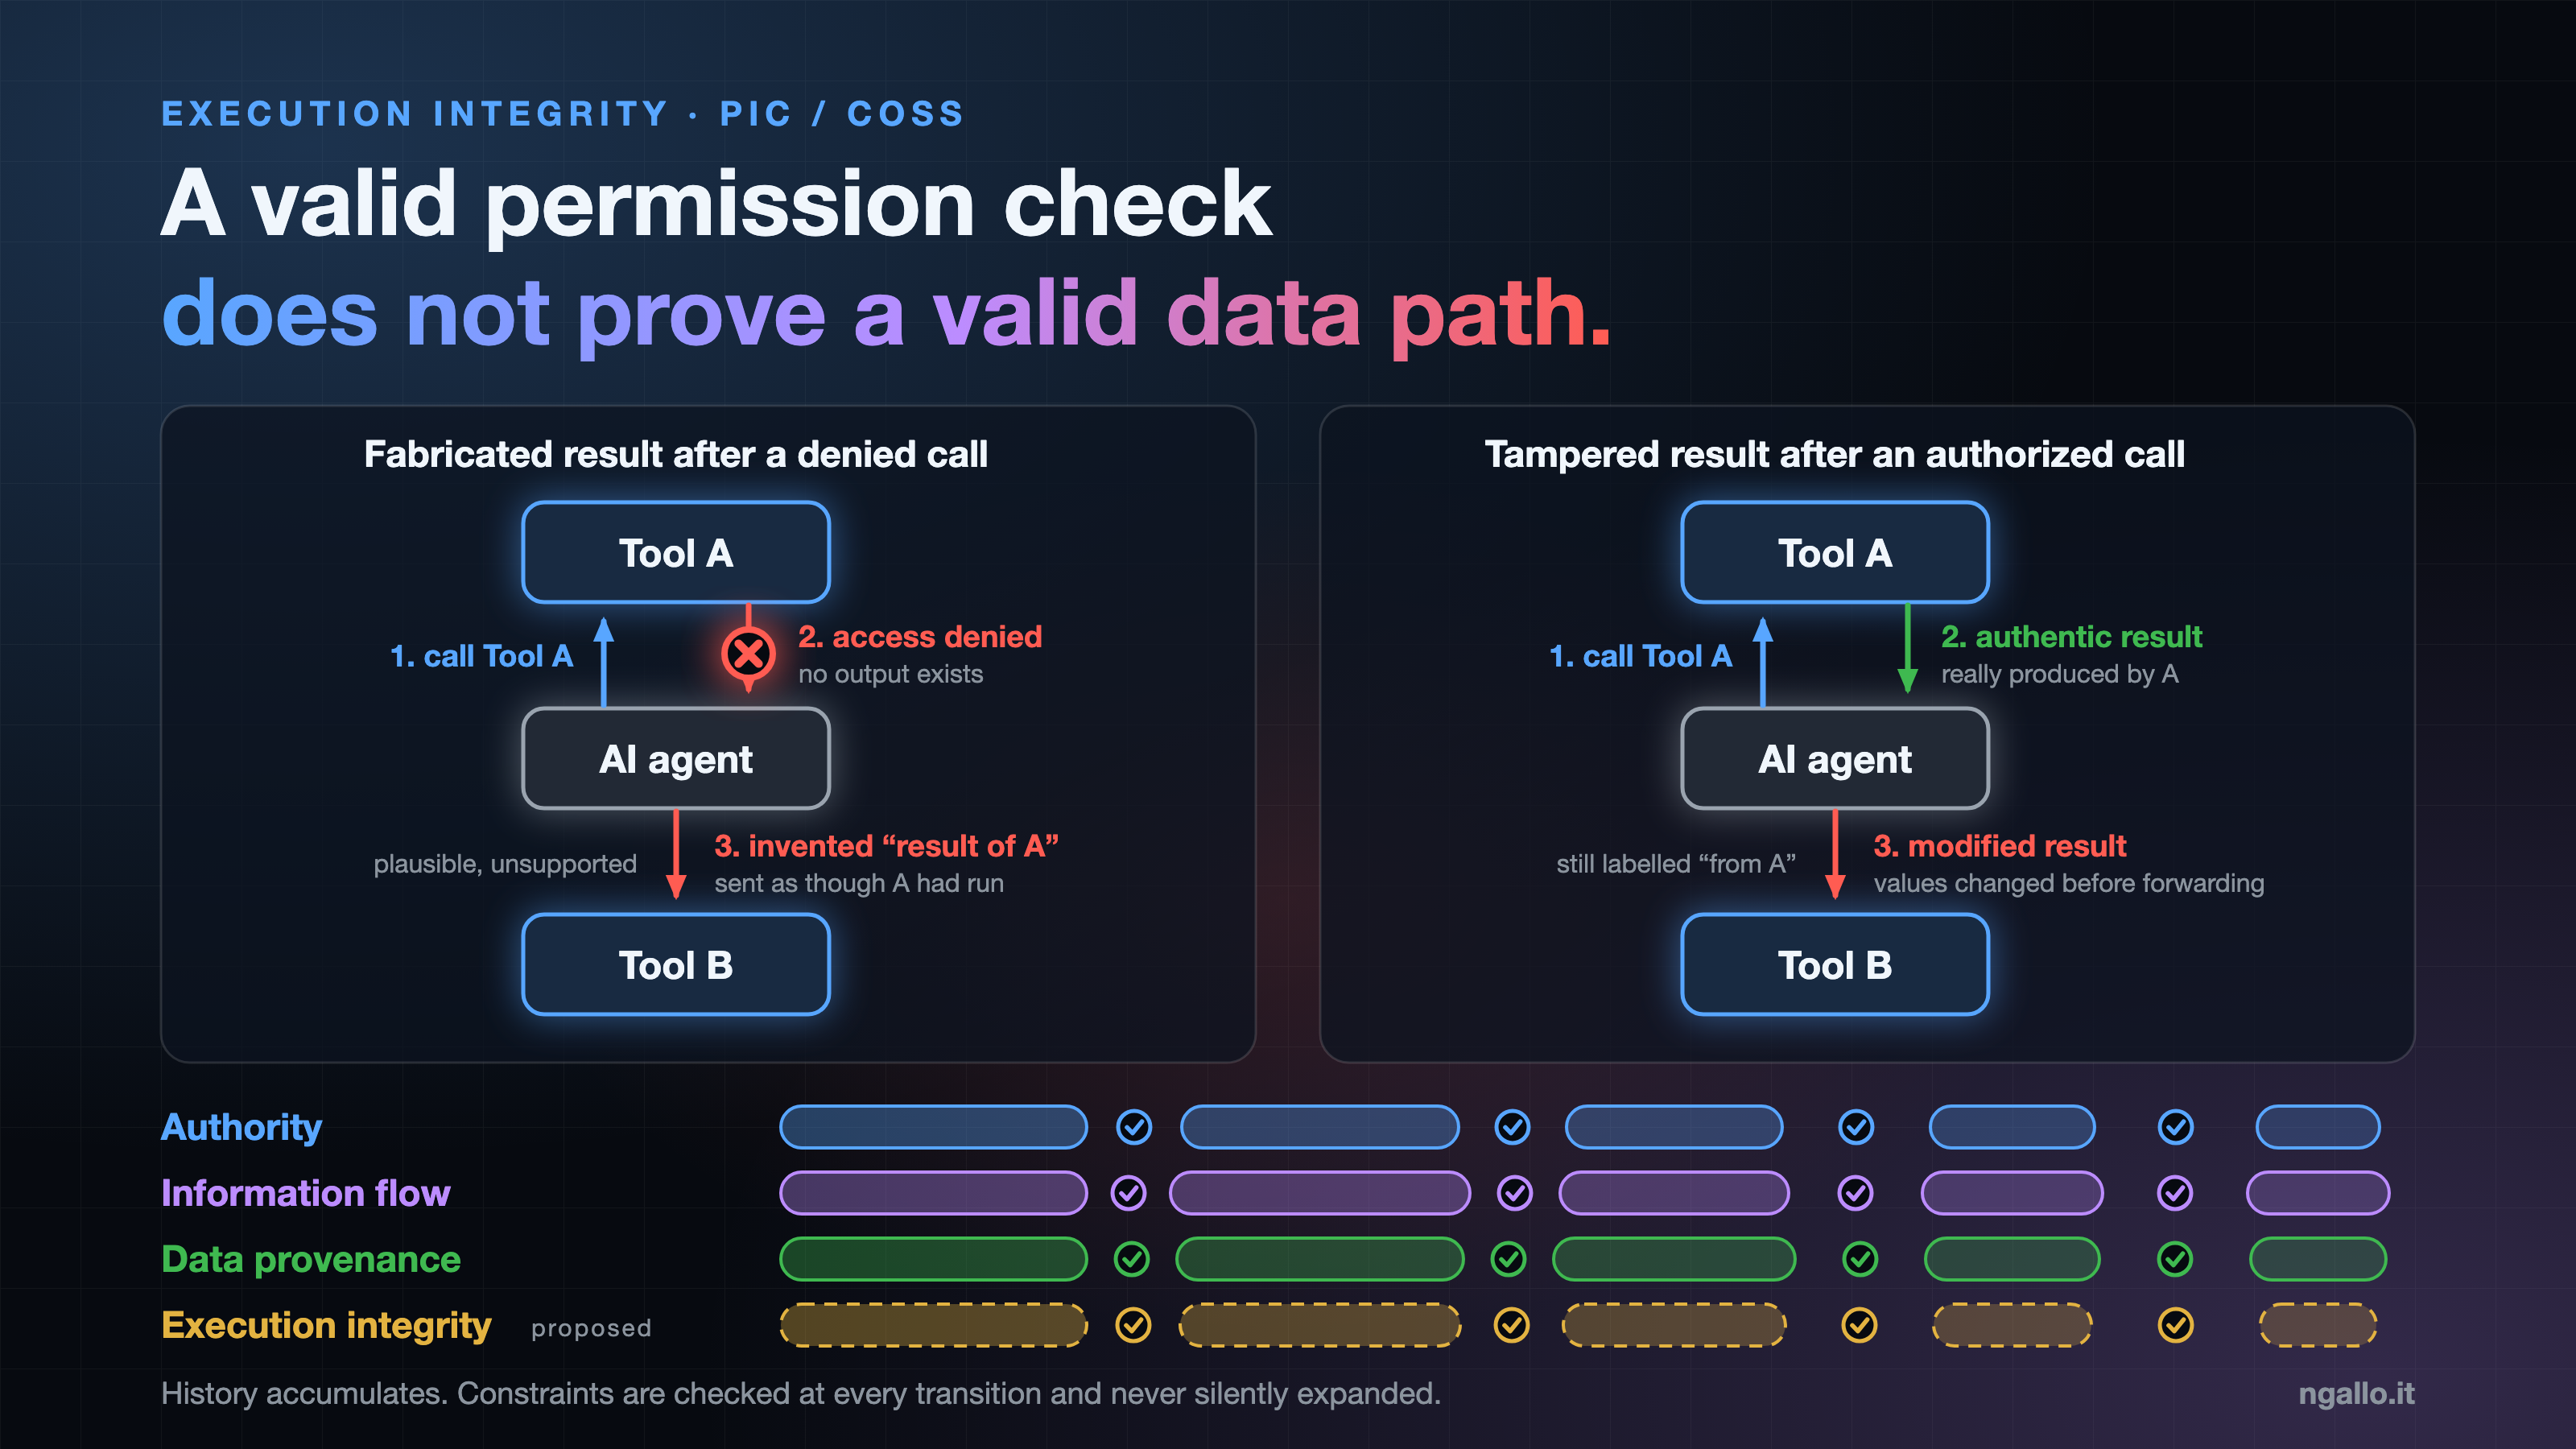 EXECUTION INTEGRITY · PIC / COSS
A valid permission check
does not prove a valid data path.
Fabricated result after a denied call
Tool A
1. call Tool A
2. access denied
no output exists
AI agent
plausible, unsupported
3. invented “result of A”
sent as though A had run
Tool B
Tampered result after an authorized call
Tool A
1. call Tool A
2. authentic result
really produced by A
AI agent
still labelled “from A”
3. modified result
values changed before forwarding
Tool B
Authority
Information flow
Data provenance
Execution integrity proposed
History accumulates. Constraints are checked at every transition and never silently expanded.
ngallo.it